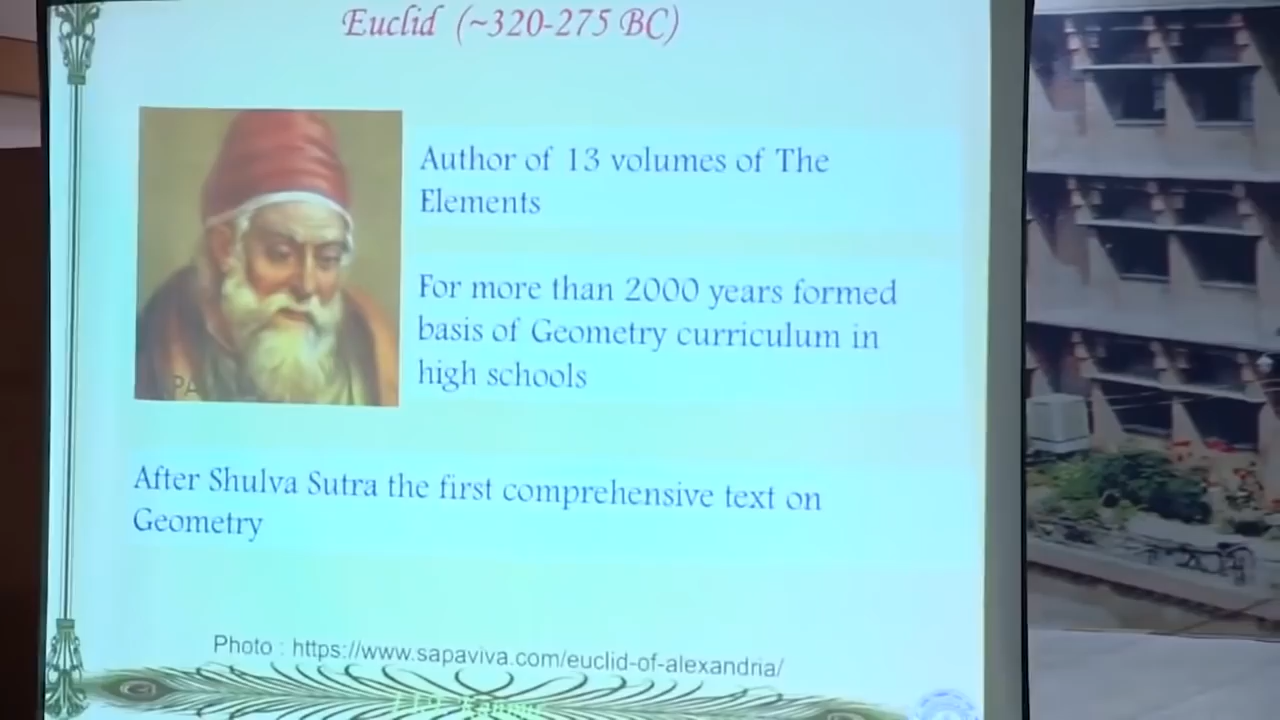 Euclid (~320-275 BC)
Author of 13 volumes of The
Elements
For more than 2000 years formed
basis of Geometry curriculum in
high schools
After Shulva Sutra the first comprehensive text on
Geometry
Photo : https://www.sapaviva.com/euclid-of-alexandria/